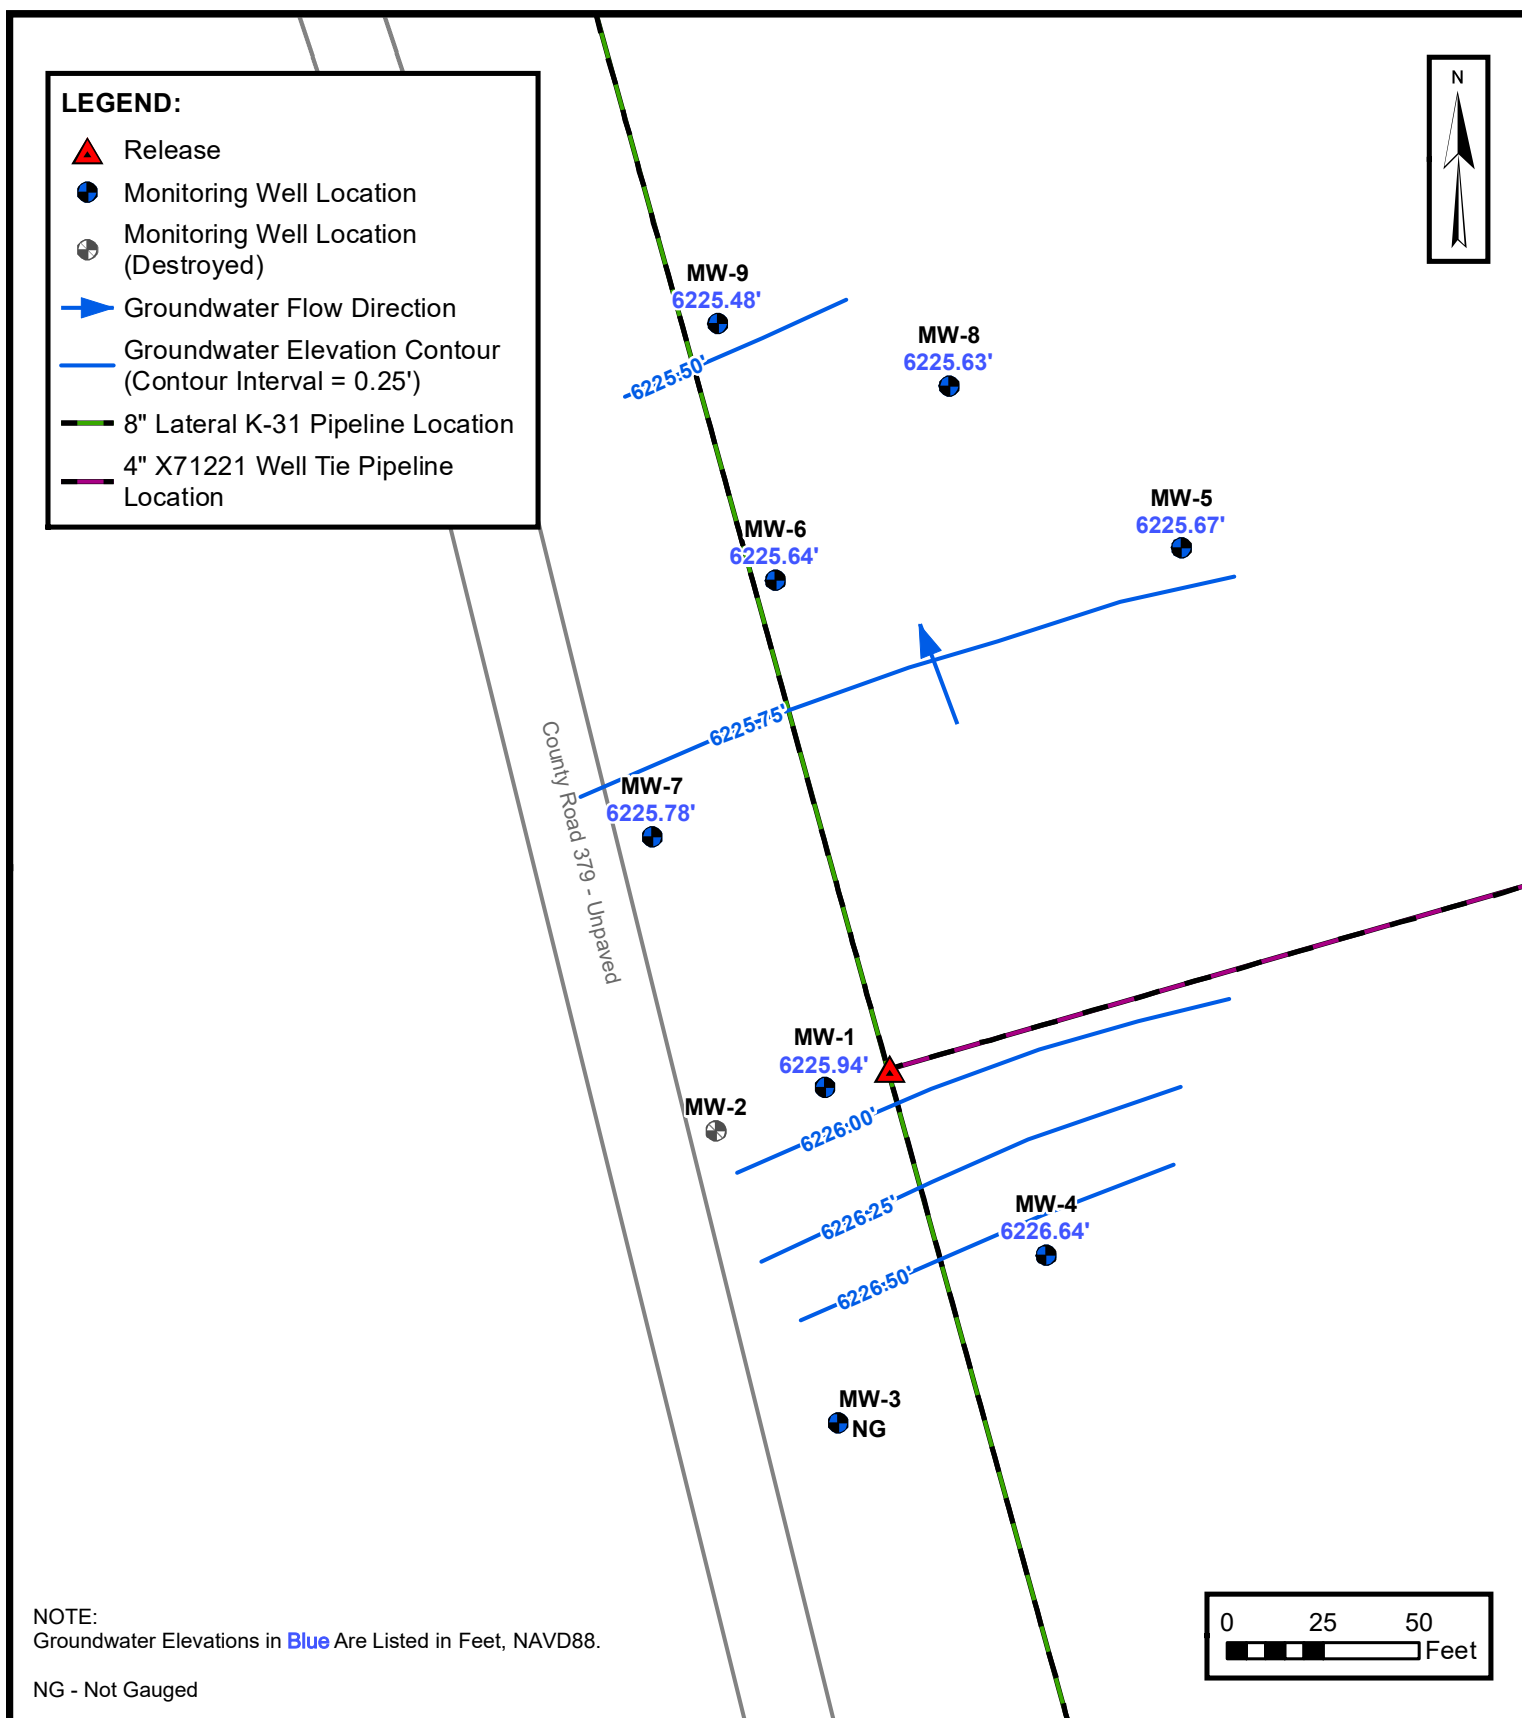 LEGEND:
Release
Monitoring Well Location
Monitoring Well Location
(Destroyed)
Groundwater Flow Direction
Groundwater Elevation Contour
(Contour Interval = 0.25')
8" Lateral K-31 Pipeline Location
4" X71221 Well Tie Pipeline
Location
N
MW-9
6225.48'
MW-8
6225.63'
6225.50'
MW-5
6225.67'
MW-6
6225.64'
6225.75'
MW-7
6225.78'
County Road 379 - Unpaved
MW-1
6225.94'
MW-2
6226.00'
6226.25'
MW-4
6226.64'
6226.50'
MW-3
NG
NOTE:
Groundwater Elevations in Blue Are Listed in Feet, NAVD88.
NG - Not Gauged
0 25 50
Feet